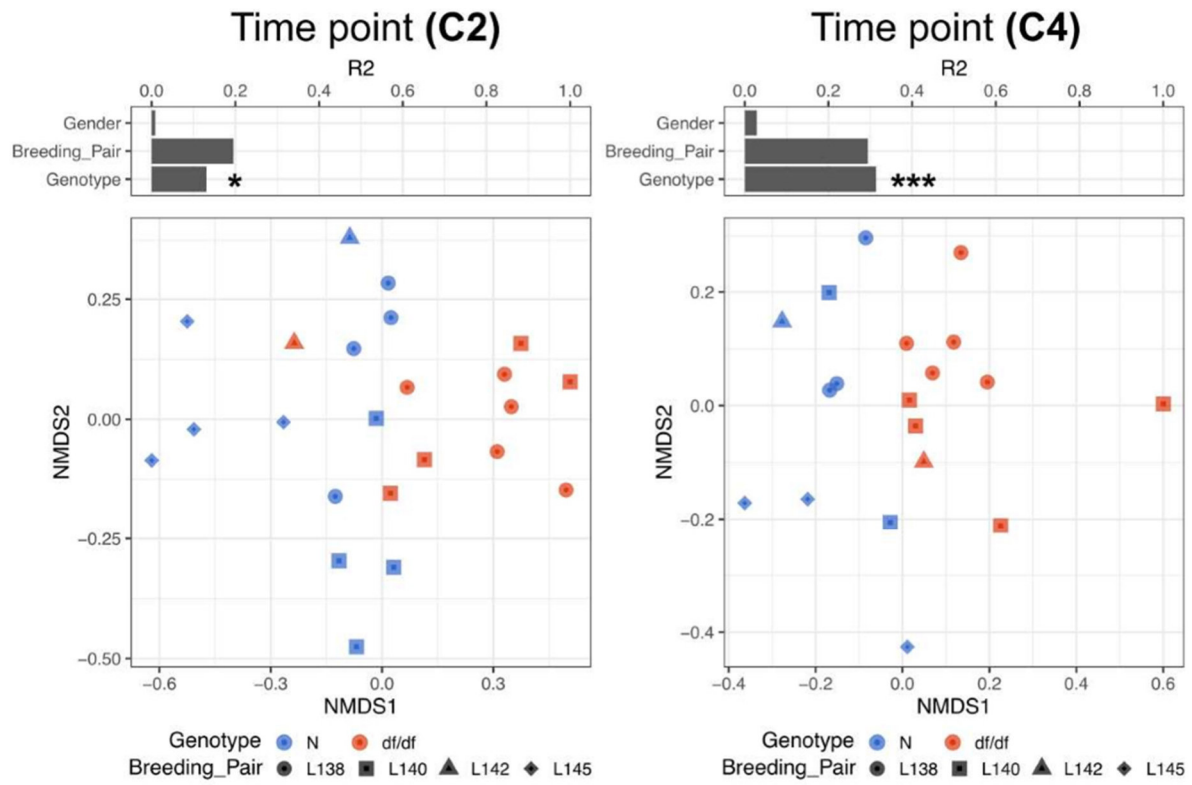 Time point (C2)
R2
0.0 0.2 0.4 0.6 0.8 1.0
Gender
Breeding_Pair
Genotype *
0.25
0.00
−0.25
−0.50
NMDS2
−0.6 −0.3 0.0 0.3
NMDS1
Genotype N df/df
Breeding_Pair L138 L140 L142 L145
Time point (C4)
R2
0.0 0.2 0.4 0.6 0.8 1.0
Gender
Breeding_Pair
Genotype ***
0.2
0.0
−0.2
−0.4
NMDS2
−0.4 −0.2 0.0 0.2 0.4 0.6
NMDS1
Genotype N df/df
Breeding_Pair L138 L140 L142 L145